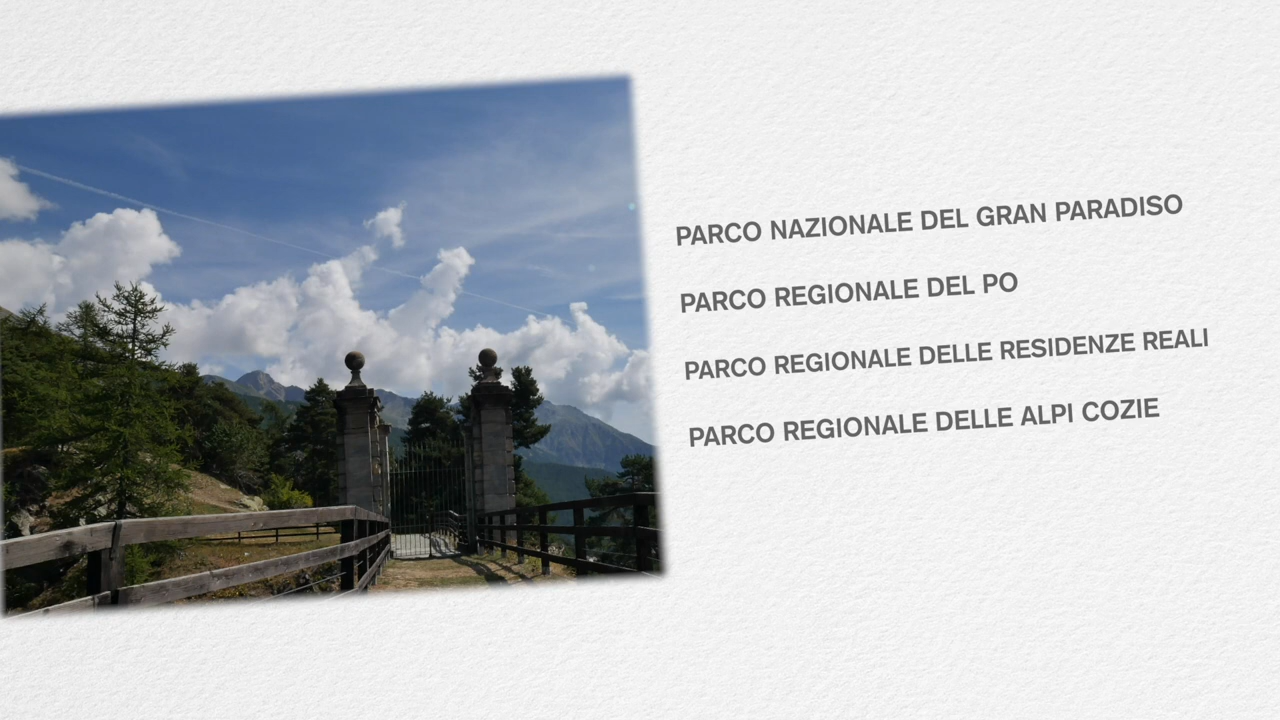 PARCO NAZIONALE DEL GRAN PARADISO
PARCO REGIONALE DEL PO
PARCO REGIONALE DELLE RESIDENZE REALI
PARCO REGIONALE DELLE ALPI COZIE